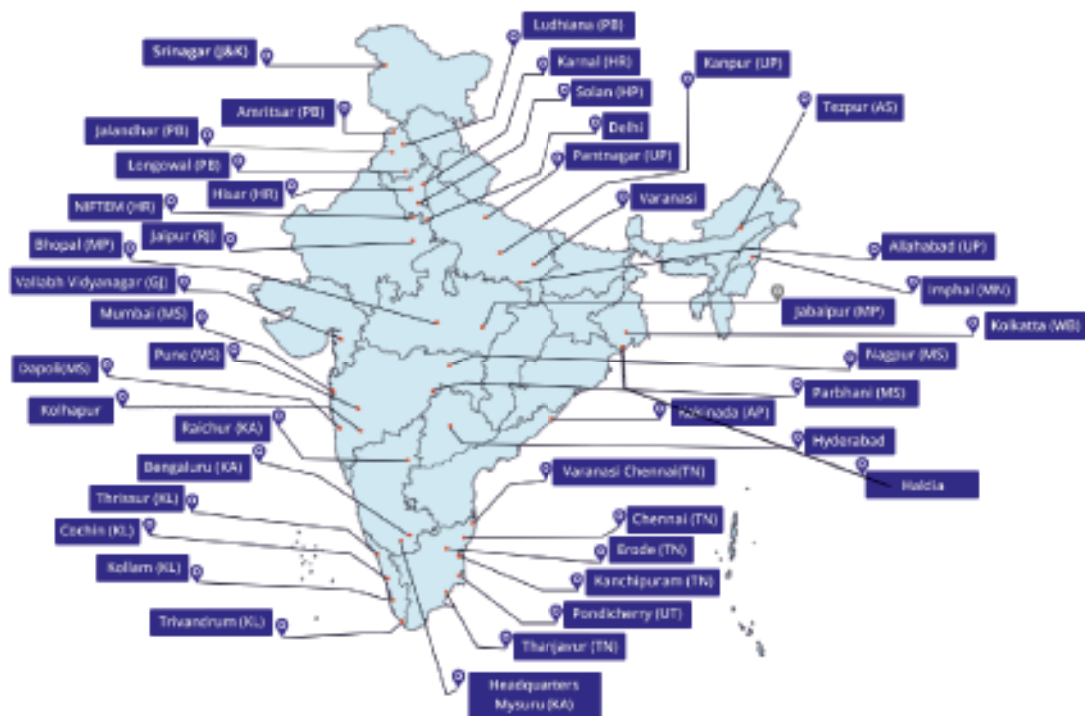 Ludhiana (PB)
Srinagar (J&K)
Karnal (HR)
Kanpur (UP)
Solan (HP)
Tezpur (AS)
Amritsar (PB)
Delhi
Jalandhar (PB)
Longowal (PB)
Pantnagar (UP)
Hisar (HR)
Varanasi
NIFTEM (HR)
Jaipur (RJ)
Bhopal (MP)
Allahabad (UP)
Vallabh Vidyanagar (GJ)
Imphal (MN)
Mumbai (MS)
Jabalpur (MP)
Kolkatta (WB)
Pune (MS)
Nagpur (MS)
Dapoli(MS)
Parbhani (MS)
Kolhapur
Kakinada (AP)
Raichur (KA)
Hyderabad
Bengaluru (KA)
Varanasi Chennai(TN)
Haldia
Thrissur (KL)
Chennai (TN)
Cochin (KL)
Erode (TN)
Kollam (KL)
Kanchipuram (TN)
Trivandrum (KL)
Pondicherry (UT)
Thanjavur (TN)
Headquarters
Mysuru (KA)